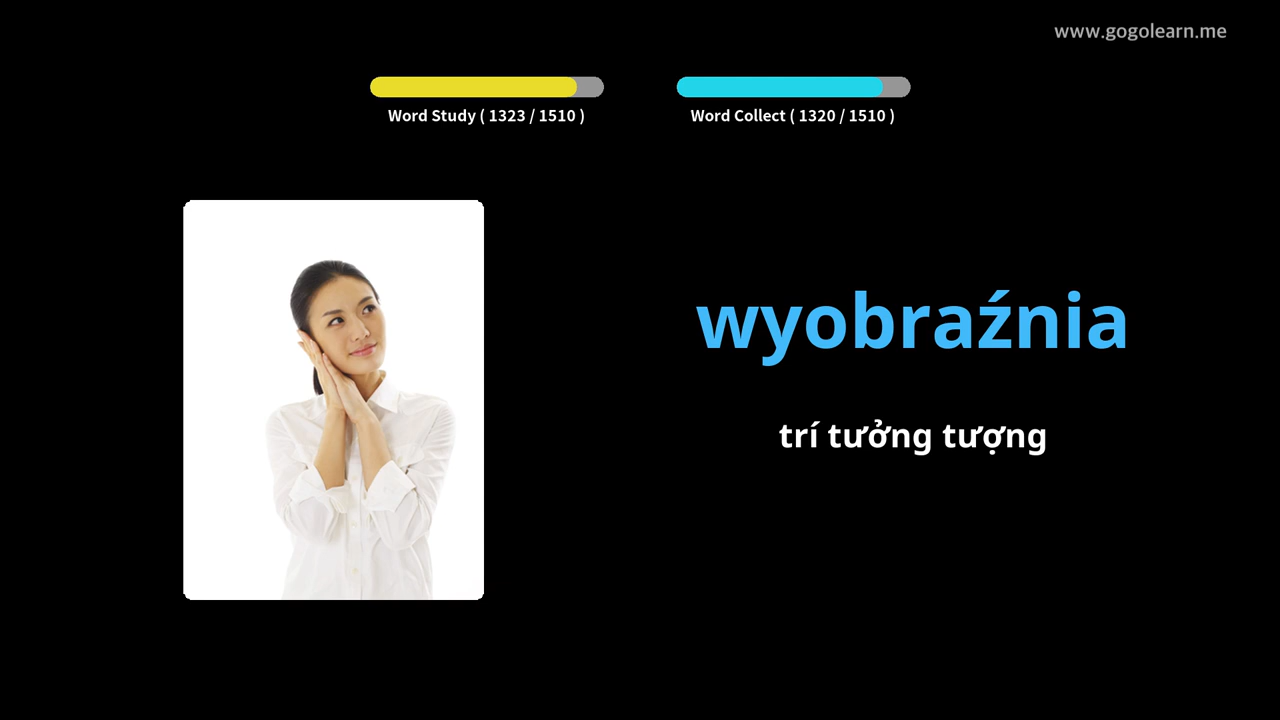 www.gogolearn.me
Word Study ( 1323 / 1510 )
Word Collect ( 1320 / 1510 )
wyobraźnia
trí tưởng tượng